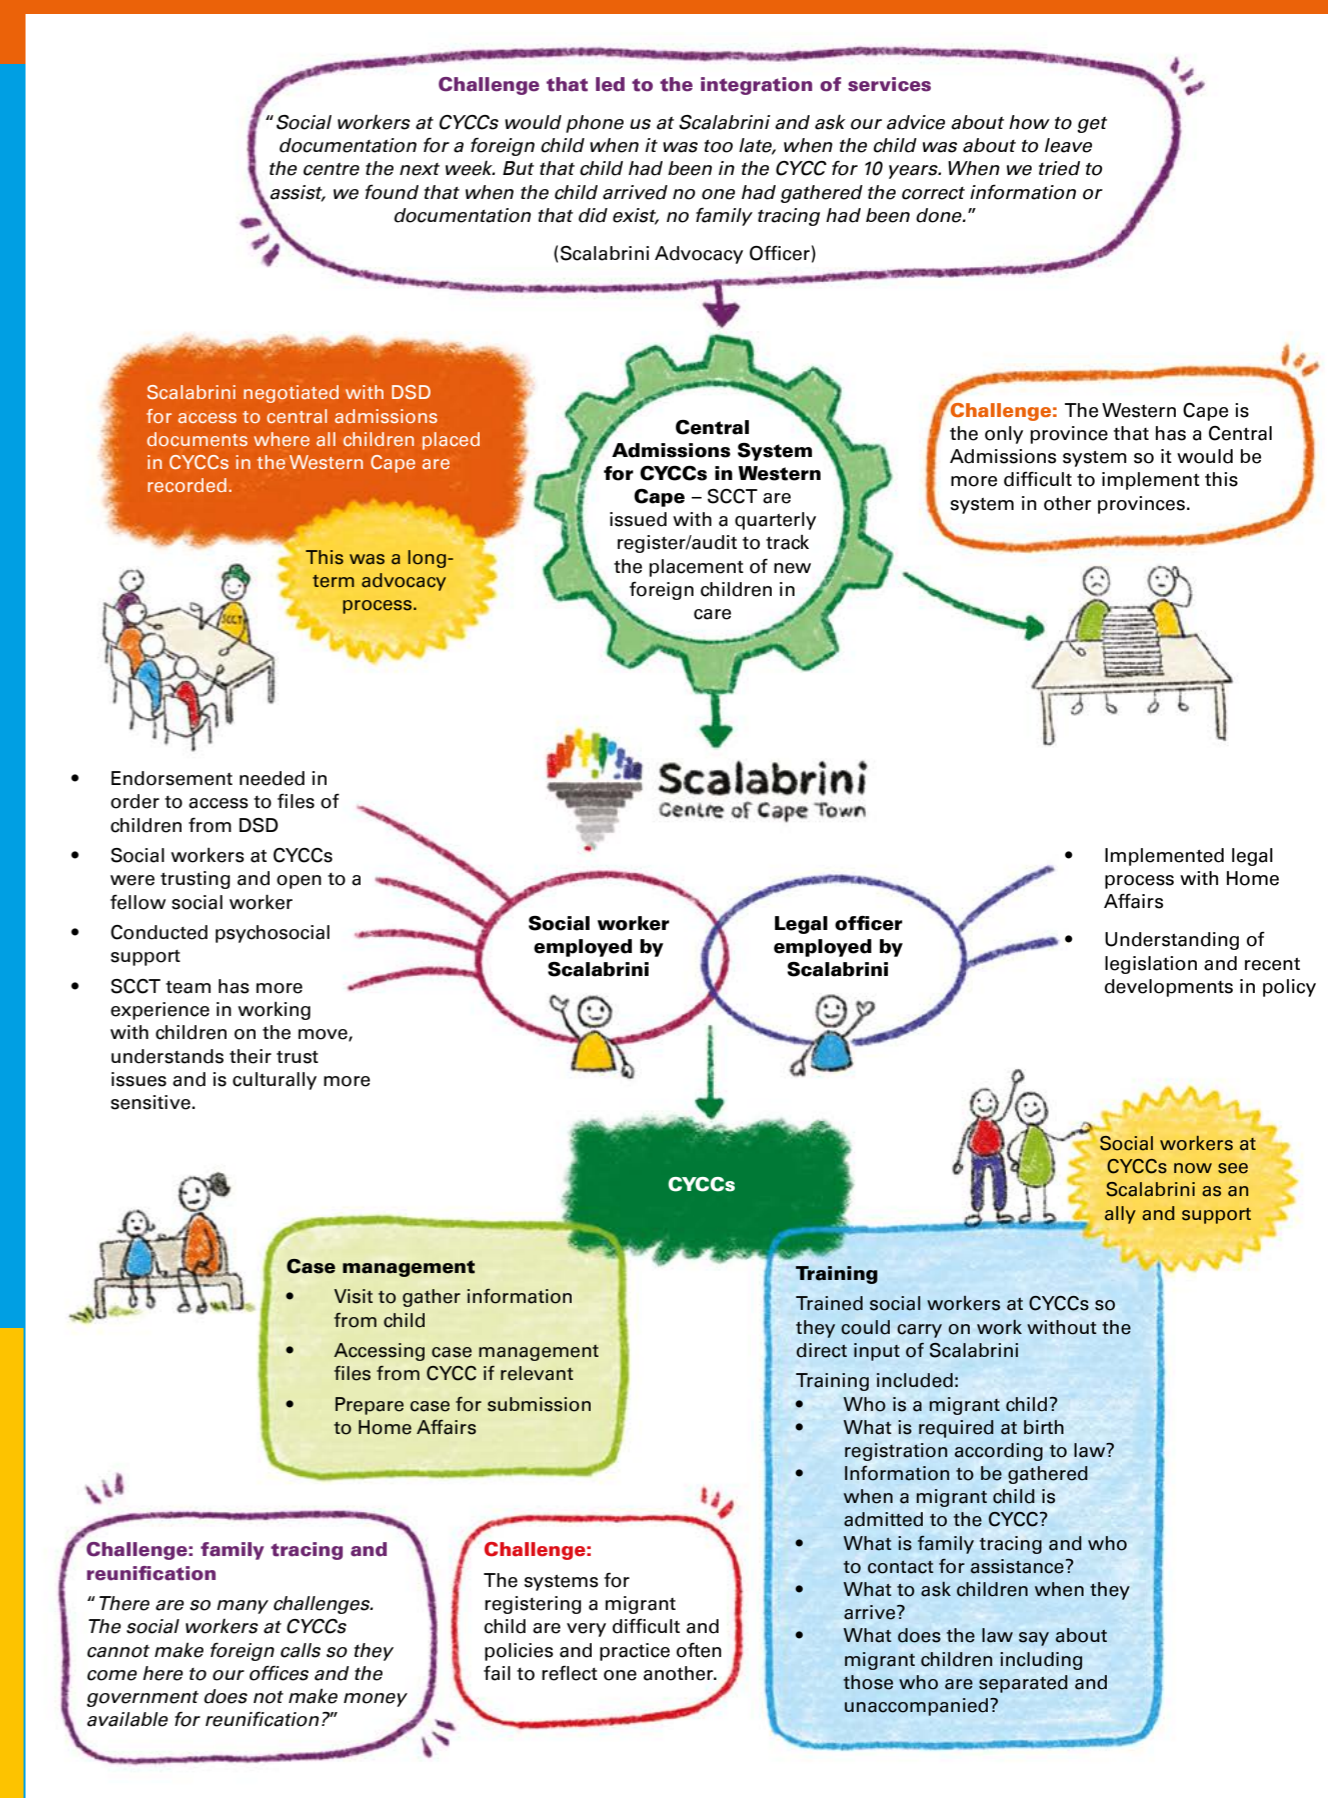 Challenge that led to the integration of services
“Social workers at CYCCs would phone us at Scalabrini and ask our advice about how to get
documentation for a foreign child when it was too late, when the child was about to leave
the centre the next week. But that child had been in the CYCC for 10 years. When we tried to
assist, we found that when the child arrived no one had gathered the correct information or
documentation that did exist, no family tracing had been done.”
(Scalabrini Advocacy Officer)
Scalabrini negotiated with DSD
for access to central admissions
documents where all children placed
in CYCCs in the Western Cape are
recorded.
This was a long-
term advocacy
process.
SCCT
Central
Admissions System
for CYCCs in Western
Cape – SCCT are
issued with a quarterly
register/audit to track
the placement of new
foreign children in
care
Challenge: The Western Cape is
the only province that has a Central
Admissions system so it would be
more difficult to implement this
system in other provinces.
Scalabrini
Centre of Cape Town
• Endorsement needed in
order to access to files of
children from DSD
• Social workers at CYCCs
were trusting and open to a
fellow social worker
• Conducted psychosocial
support
• SCCT team has more
experience in working
with children on the move,
understands their trust
issues and is culturally more
sensitive.
Social worker
employed by
Scalabrini
Legal officer
employed by
Scalabrini
• Implemented legal
process with Home
Affairs
• Understanding of
legislation and recent
developments in policy
CYCCs
Social workers at
CYCCs now see
Scalabrini as an
ally and support
Case management
• Visit to gather information
from child
• Accessing case management
files from CYCC if relevant
• Prepare case for submission
to Home Affairs
Training
Trained social workers at CYCCs so
they could carry on work without the
direct input of Scalabrini
Training included:
• Who is a migrant child?
• What is required at birth
registration according to law?
• Information to be gathered
when a migrant child is
admitted to the CYCC?
• What is family tracing and who
to contact for assistance?
• What to ask children when they
arrive?
• What does the law say about
migrant children including
those who are separated and
unaccompanied?
Challenge: family tracing and
reunification
“There are so many challenges.
The social workers at CYCCs
cannot make foreign calls so they
come here to our offices and the
government does not make money
available for reunification?”
Challenge:
The systems for
registering a migrant
child are very difficult and
policies and practice often
fail to reflect one another.